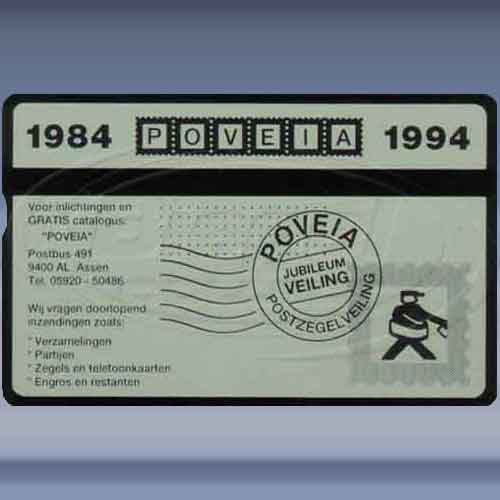 1984 POVEIA 1994
Voor inlichtingen en
GRATIS catalogus:
"POVEIA"
Postbus 491
9400 AL Assen
Tel. 05920 - 50486
Wij vragen doorlopend
inzendingen zoals:
* Verzamelingen
* Partijen
* Zegels en telefoonkaarten
* Engros en restanten
POVEIA
JUBILEUM
VEILING
POSTZEGELVEILING